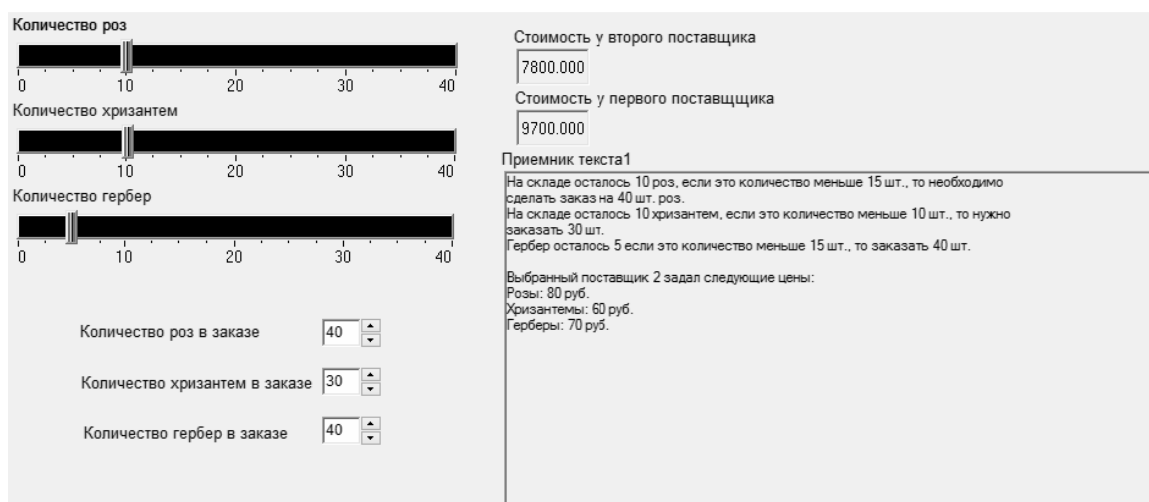 Количество роз
0 10 20 30 40
Количество хризантем
0 10 20 30 40
Количество гербер
0 10 20 30 40
Количество роз в заказе 40
Количество хризантем в заказе 30
Количество гербер в заказе 40
Стоимость у второго поставщика
7800.000
Стоимость у первого поставщщика
9700.000
Приемник текста1
На складе осталось 10 роз, если это количество меньше 15 шт., то необходимо
сделать заказ на 40 шт. роз.
На складе осталось 10 хризантем, если это количество меньше 10 шт., то нужно
заказать 30 шт.
Гербер осталось 5 если это количество меньше 15 шт., то заказать 40 шт.
Выбранный поставщик 2 задал следующие цены:
Розы: 80 руб.
Хризантемы: 60 руб.
Герберы: 70 руб.